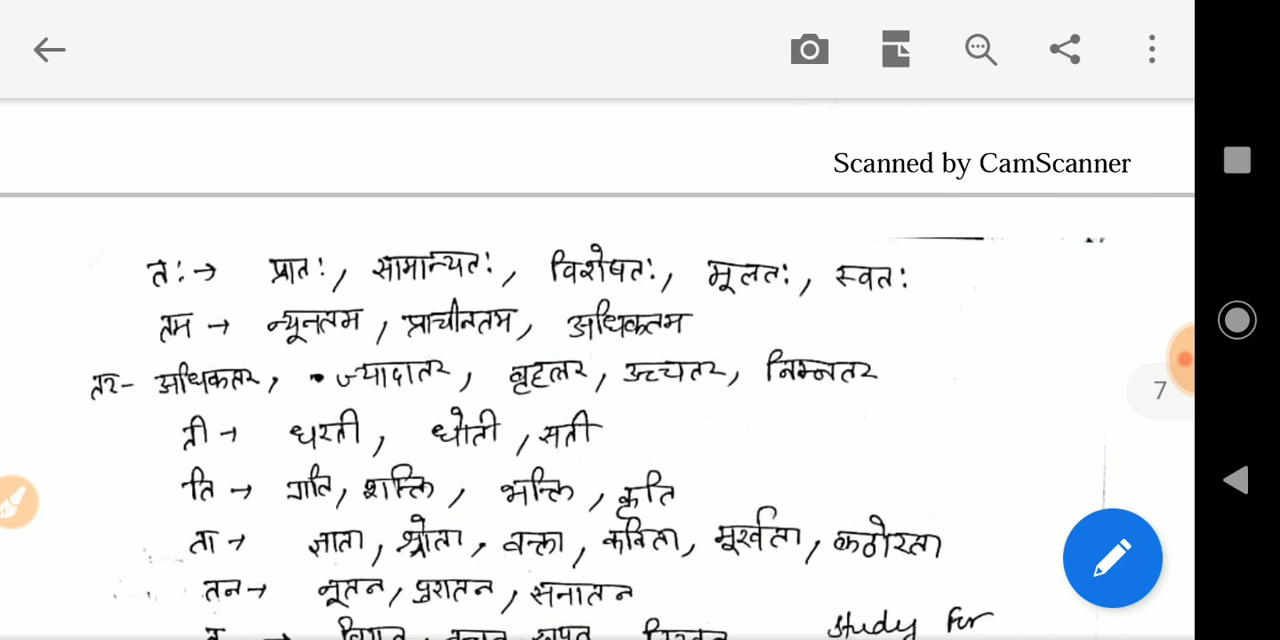 Scanned by CamScanner
तः → प्रातः, सामान्यतः, विशेषतः, मूलतः, स्वतः
तम → न्यूनतम, प्राचीनतम, अधिकतम
तर - अधिकतर, ज्यादातर, बृहत्तर, उच्चतर, निम्नतर
7
ती → धरती, धोती, सती
ति → गति, शक्ति, भक्ति, कृति
ता → ज्ञाता, श्रोता, वक्ता, कविता, मूर्खता, कठोरता
तन → नूतन, पुरातन, सनातन
study For